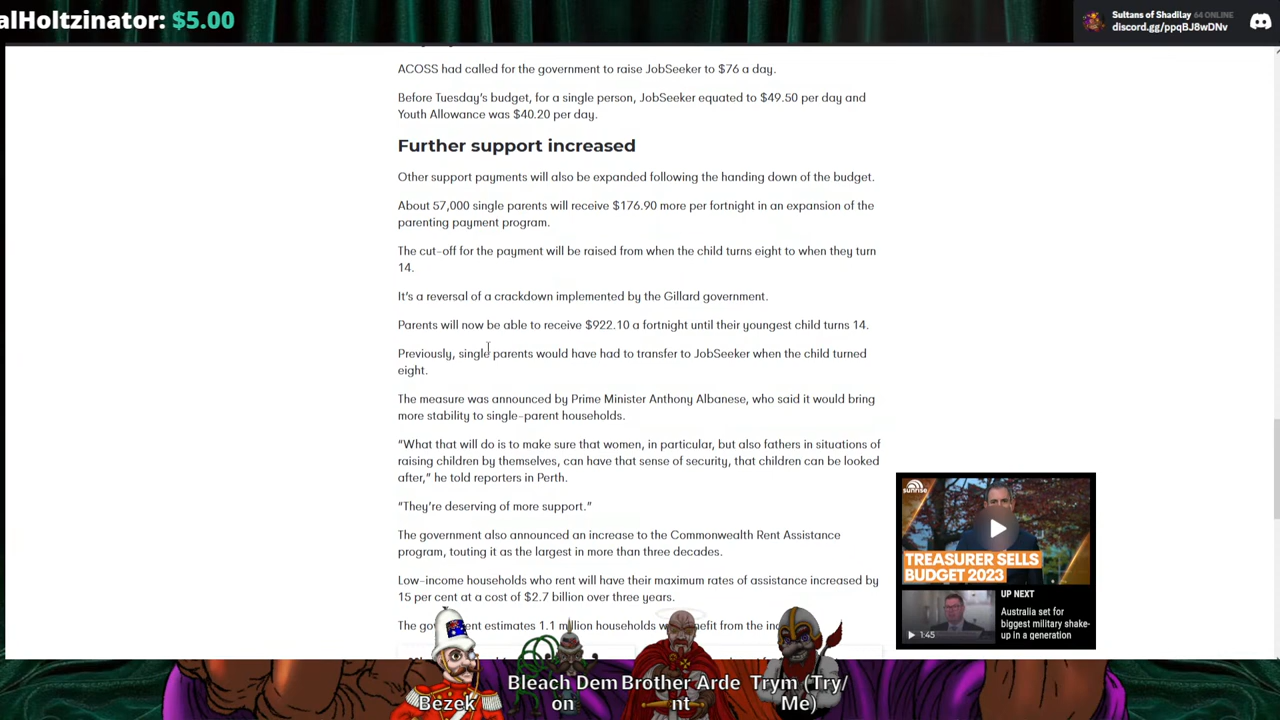 alHoltzinator: $5.00
Sultans of Shadilay 64 ONLINE
discord.gg/ppqBJ8wDNv
ACOSS had called for the government to raise JobSeeker to $76 a day.
Before Tuesday's budget, for a single person, JobSeeker equated to $49.50 per day and
Youth Allowance was $40.20 per day.
Further support increased
Other support payments will also be expanded following the handing down of the budget.
About 57,000 single parents will receive $176.90 more per fortnight in an expansion of the
parenting payment program.
The cut-off for the payment will be raised from when the child turns eight to when they turn
14.
It's a reversal of a crackdown implemented by the Gillard government.
Parents will now be able to receive $922.10 a fortnight until their youngest child turns 14.
Previously, single parents would have had to transfer to JobSeeker when the child turned
eight.
The measure was announced by Prime Minister Anthony Albanese, who said it would bring
more stability to single-parent households.
“What that will do is to make sure that women, in particular, but also fathers in situations of
raising children by themselves, can have that sense of security, that children can be looked
after,” he told reporters in Perth.
“They're deserving of more support.”
The government also announced an increase to the Commonwealth Rent Assistance
program, touting it as the largest in more than three decades.
Low-income households who rent will have their maximum rates of assistance increased by
15 per cent at a cost of $2.7 billion over three years.
The estimates 1.1 million households
sunrise
TREASURER SELLS
BUDGET 2023
UP NEXT
Australia set for
biggest military shake-
up in a generation
1:45
Bezek
Bleach Dem
on
Brother Arde
nt
Trym (Try/
Me)